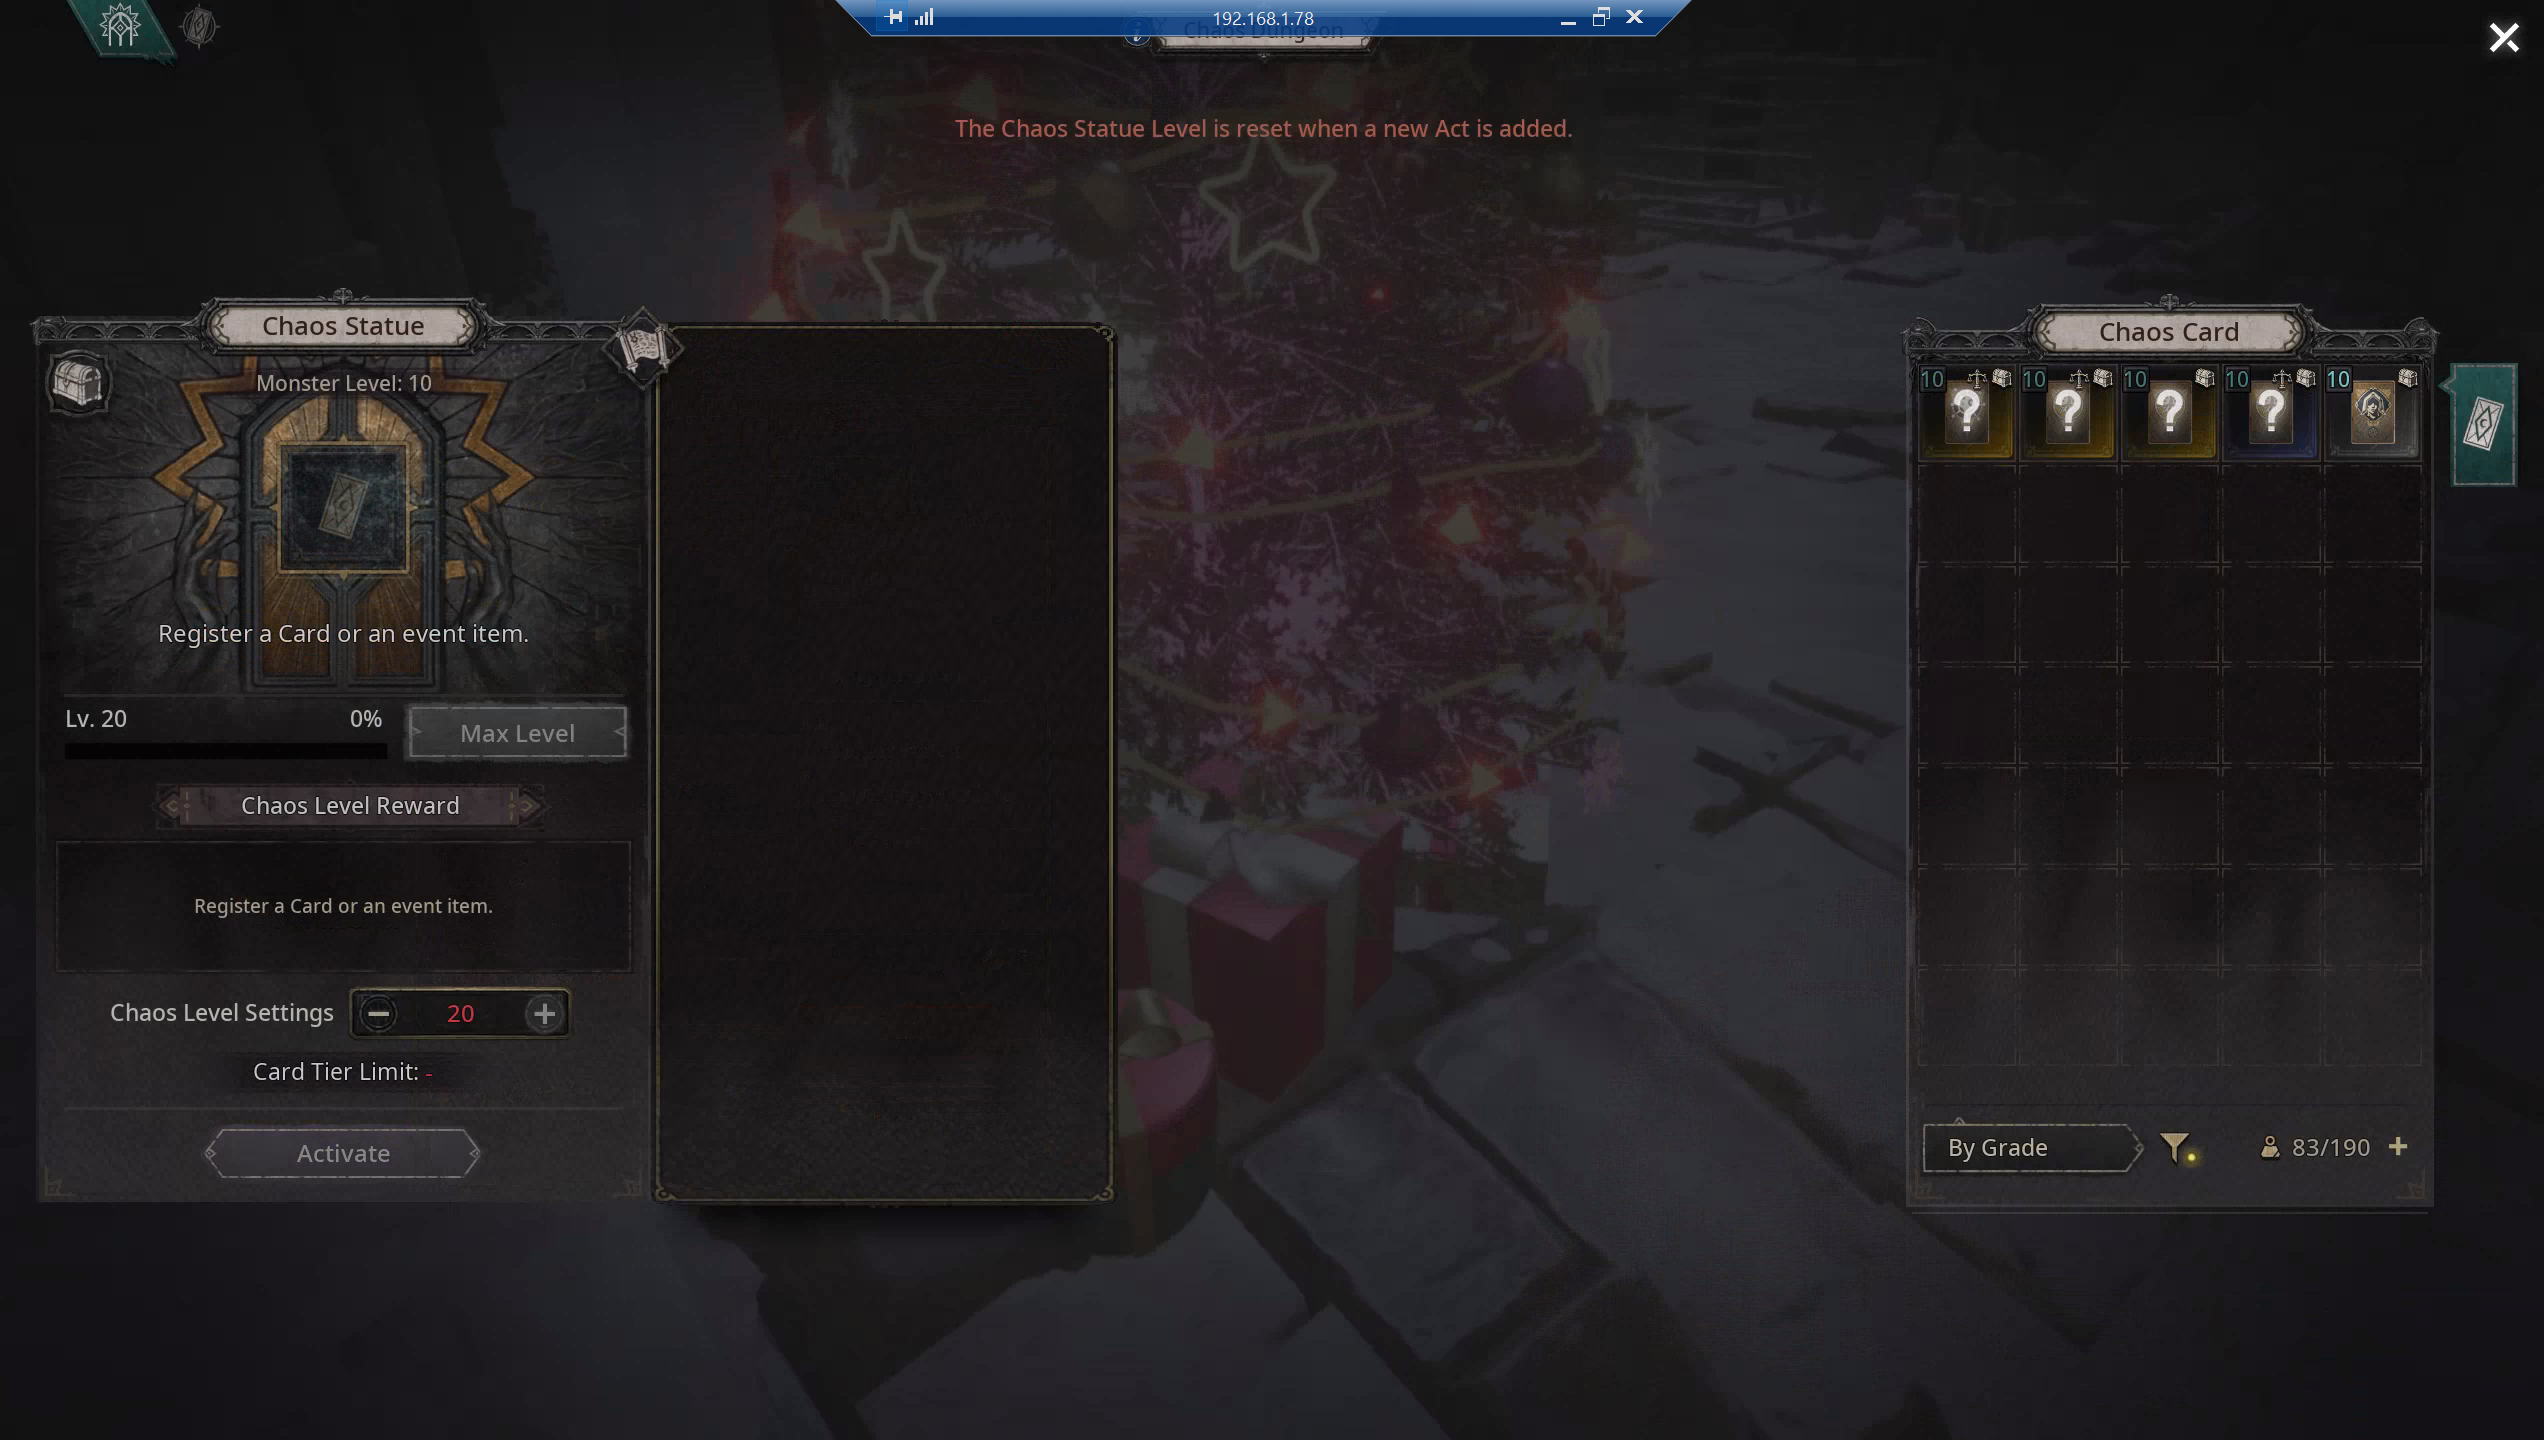 192.168.1.78
Chaos Dungeon
The Chaos Statue Level is reset when a new Act is added.
Chaos Statue
Monster Level: 10
Register a Card or an event item.
Lv. 20
0%
Max Level
Chaos Level Reward
Register a Card or an event item.
Chaos Level Settings
20
Card Tier Limit: -
Activate
Chaos Card
10 10 10 10 10
? ? ? ?
By Grade
83/190